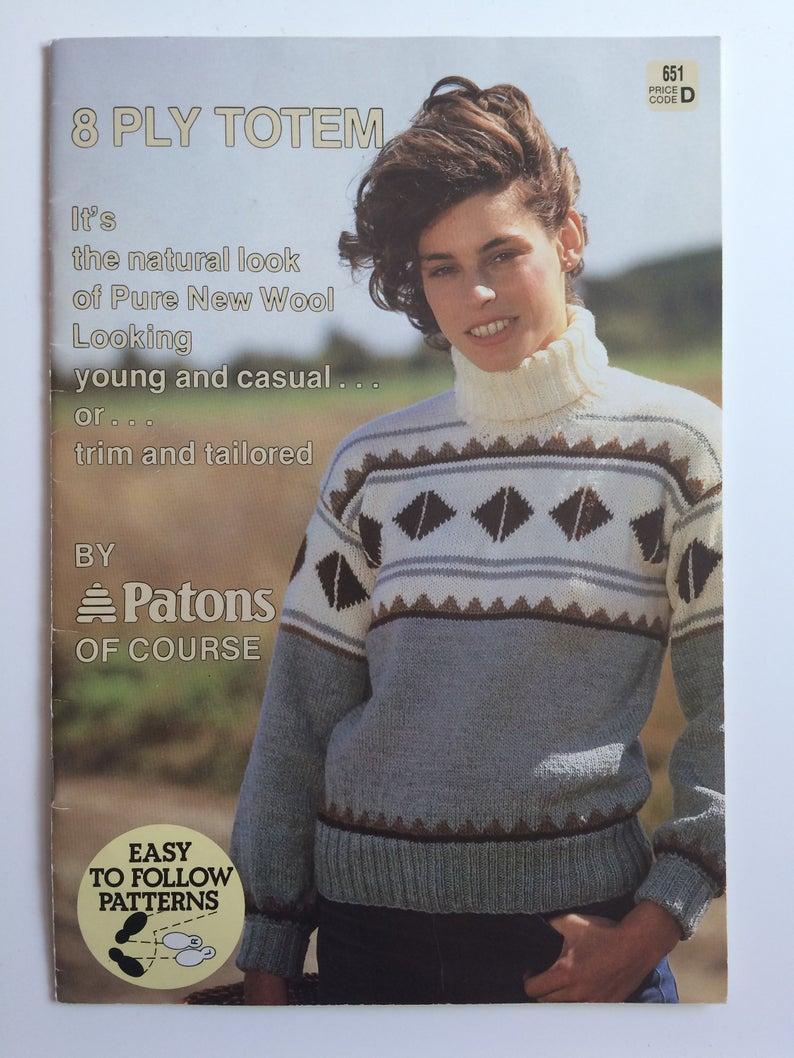 651
PRICE
CODE D
8 PLY TOTEM
It's
the natural look
of Pure New Wool
Looking
young and casual . . .
or . . .
trim and tailored
BY
Patons
OF COURSE
EASY
TO FOLLOW
PATTERNS
R
L